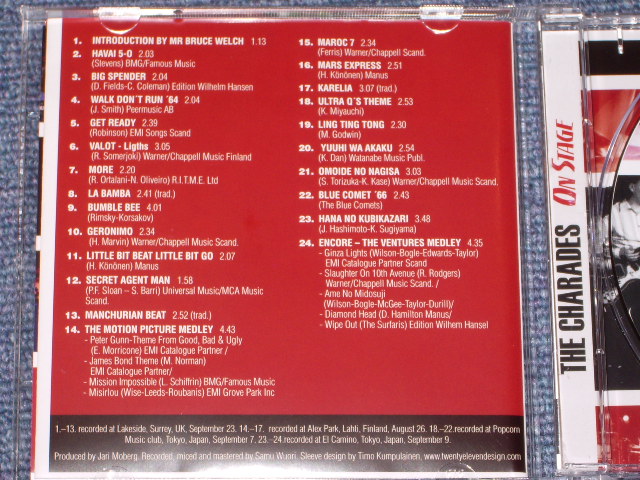 1. INTRODUCTION BY MR BRUCE WELCH 1.13
2. HAVAI 5-0 2.03
(Stevens) BMG/Famous Music
3. BIG SPENDER 2.04
(D. Fields-C. Coleman) Edition Wilhelm Hansen
4. WALK DON´T RUN ´64 2.04
(J. Smith) Peermusic AB
5. GET READY 2.39
(Robinson) EMI Songs Scand
6. VALOT - Ligths 3.05
(R. Somerjoki) Warner/Chappell Music Finland
7. MORE 2.20
(R. Ortalani-N. Oliveiro) R.I.T.M.E. Ltd
8. LA BAMBA 2.41 (trad.)
9. BUMBLE BEE 4.01
(Rimsky-Korsakov)
10. GERONIMO 2.34
(H. Marvin) Warner/Chappell Music Scand.
11. LITTLE BIT BEAT LITTLE BIT GO 2.07
(H. Könönen) Manus
12. SECRET AGENT MAN 1.58
(P.F. Sloan – S. Barri) Universal Music/MCA Music
Scand.
13. MANCHURIAN BEAT 2.52 (trad.)
14. THE MOTION PICTURE MEDLEY 4.43
- Peter Gunn-Theme From Good, Bad & Ugly
(E. Morricone) EMI Catalogue Partner /
- James Bond Theme (M. Norman)
EMI Catalogue Partner/
- Mission Impossible (L. Schiffrin) BMG/Famous Music
- Misirlou (Wise-Leeds-Roubanis) EMI Grove Park Inc
15. MAROC 7 2.34
(Ferris) Warner/Chappell Scand.
16. MARS EXPRESS 2.51
(H. Könönen) Manus
17. KARELIA 3.07 (trad.)
18. ULTRA Q´S THEME 2.53
(K. Miyauchi)
19. LING TING TONG 2.30
(M. Godwin)
20. YUUHI WA AKAKU 2.54
(K. Dan) Watanabe Music Publ.
21. OMOIDE NO NAGISA 3.03
(S. Torizuka-K. Kase) Warner/Chappell Music Scand.
22. BLUE COMET ´66 2.43
(The Blue Comets)
23. HANA NO KUBIKAZARI 3.48
(J. Hashimoto-K. Sugiyama)
24. ENCORE – THE VENTURES MEDLEY 4.35
- Ginza Lights (Wilson-Bogle-Edwards-Taylor)
EMI Catalogue Partner Scand
- Slaughter On 10th Avenue (R. Rodgers)
Warner/Chappell Music Scand. /
- Ame No Midosuji
(Wilson-Bogle-McGee-Taylor-Durill)/
- Diamond Head (D. Hamilton Manus/
- Wipe Out (The Surfaris) Edition Wilhem Hansel
1.–13. recorded at Lakeside, Surrey, UK, September 23. 14.-17. recorded at Alex Park, Lahti, Finland, August 26. 18.–22.recorded at Popcorn
Music club, Tokyo, Japan, September 7. 23.–24.recorded at El Camino, Tokyo, Japan, September 9.
Produced by Jari Moberg. Recorded, mixed and mastered by Samu Wuori. Sleeve design by Timo Kumpulainen, www.twentyelevendesign.com
THE CHARADES ON STAGE